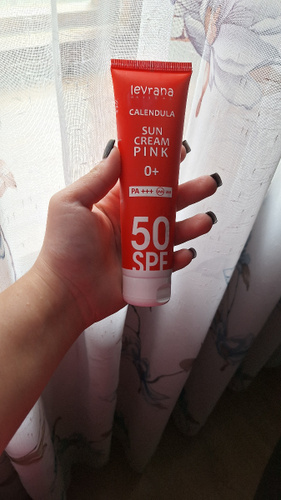 levrana
CALENDULA
SUN
CREAM
PINK
0+
PA +++
50
SPF